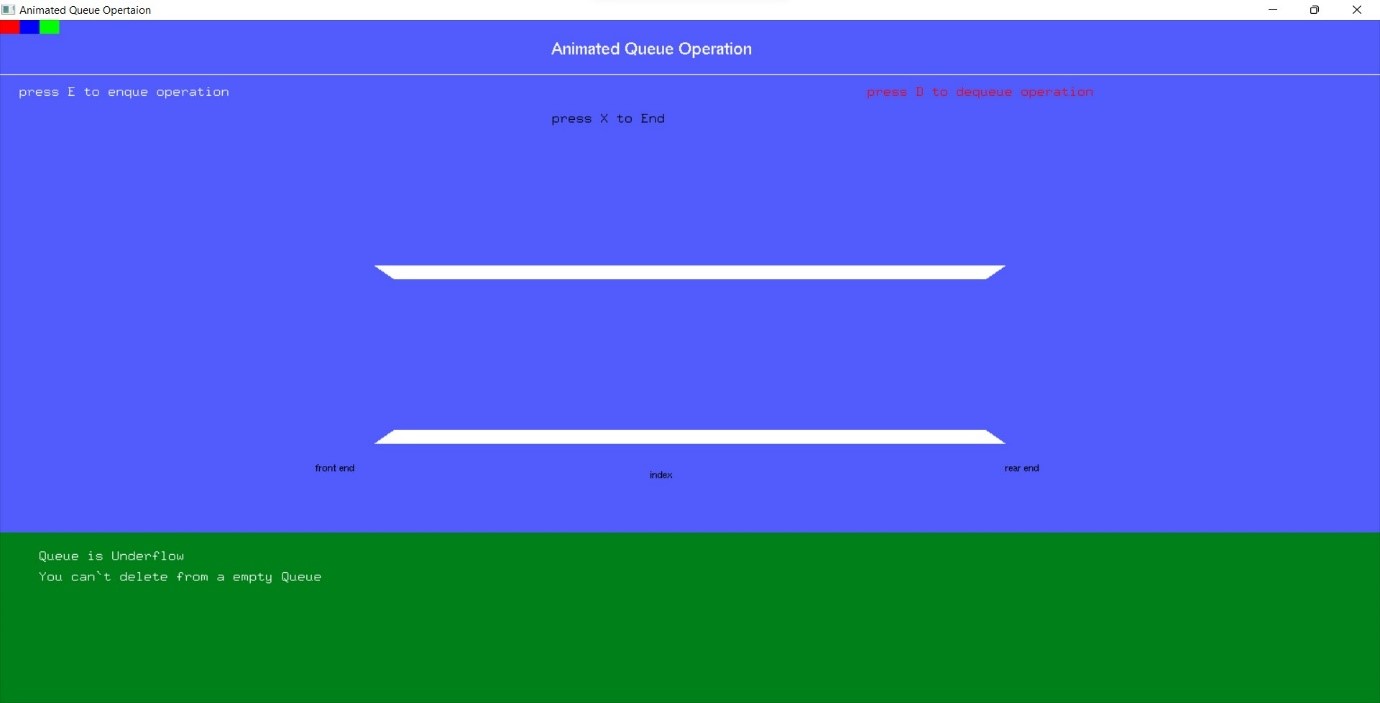 Animated Queue Opertaion
Animated Queue Operation
press E to enque operation
press D to dequeue operation
press X to End
front end
index
rear end
Queue is Underflow
You can`t delete from a empty Queue